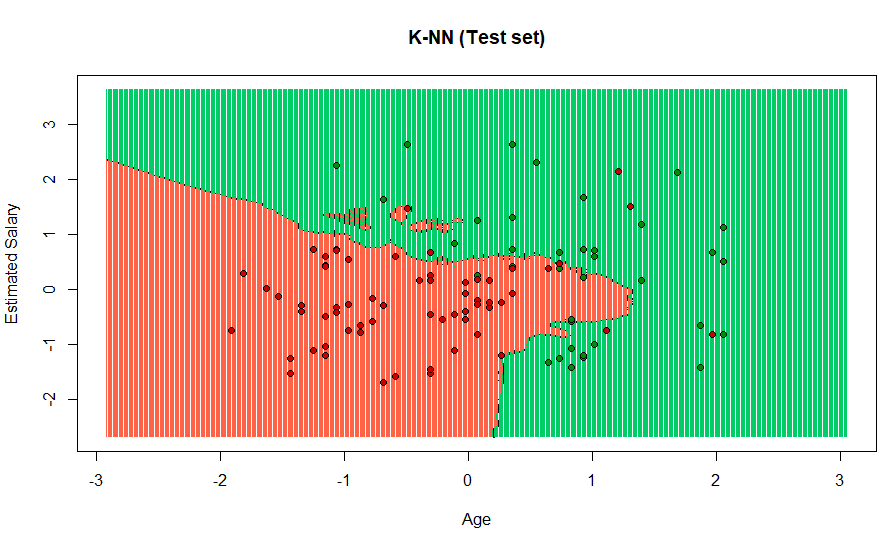 K-NN (Test set)
Estimated Salary
3
2
1
0
-1
-2
-3 -2 -1 0 1 2 3
Age